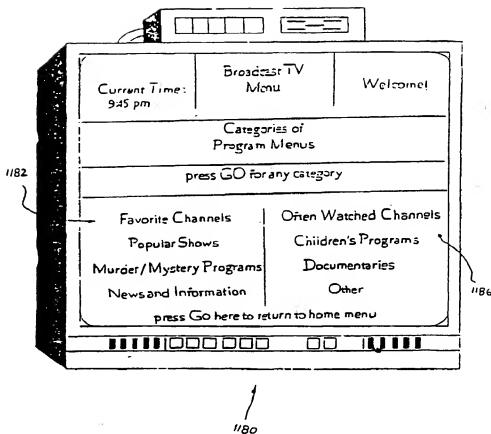 Current Time:
9:45 pm
Broadcast TV
Menu
Welcome!
Categories of
Program Menus
press GO for any category
1182
Favorite Channels
Popular Shows
Murder/Mystery Programs
News and Information
Often Watched Channels
Children's Programs
Documentaries
Other
1186
press Go here to return to home menu
1180